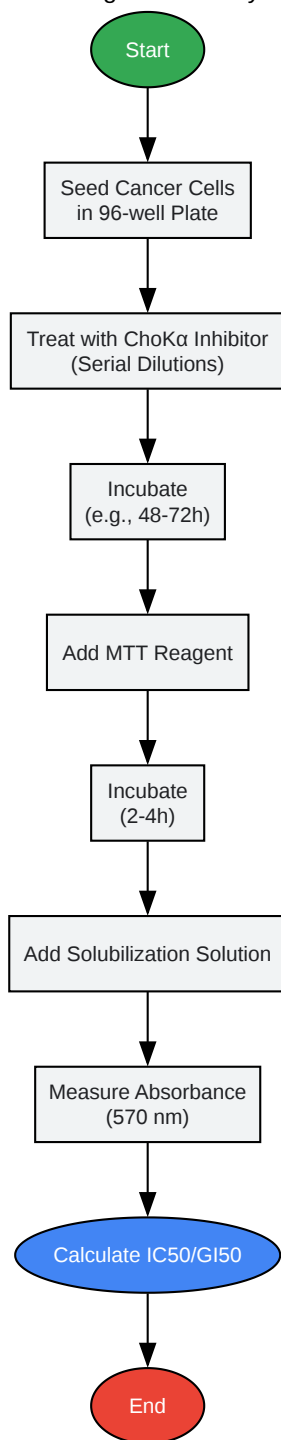 Start
Seed Cancer Cells
in 96-well Plate
Treat with ChoKα Inhibitor
(Serial Dilutions)
Incubate
(e.g., 48-72h)
Add MTT Reagent
Incubate
(2-4h)
Add Solubilization Solution
Measure Absorbance
(570 nm)
Calculate IC50/GI50
End